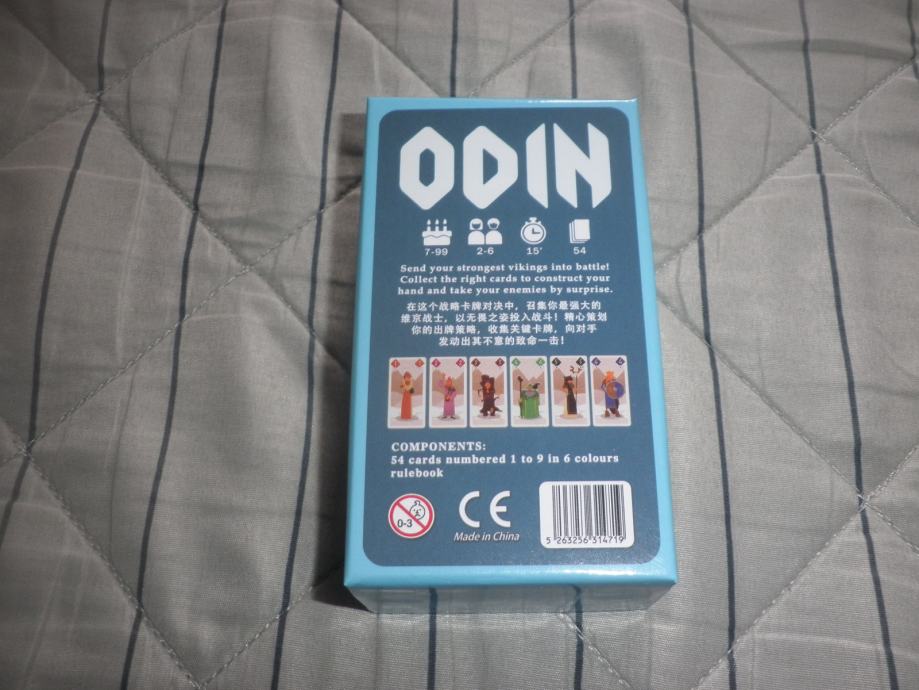 ODIN
7-99 2-6 15' 54
Send your strongest vikings into battle!
Collect the right cards to construct your
hand and take your enemies by surprise.
在这个战略卡牌对决中，召集你最强大的
维京战士，以无畏之姿投入战斗！精心策划
你的出牌策略，收集关键卡牌，向对手
发动出其不意的致命一击！
COMPONENTS:
54 cards numbered 1 to 9 in 6 colours
rulebook
0-3
CE
Made in China
5 263256 314719